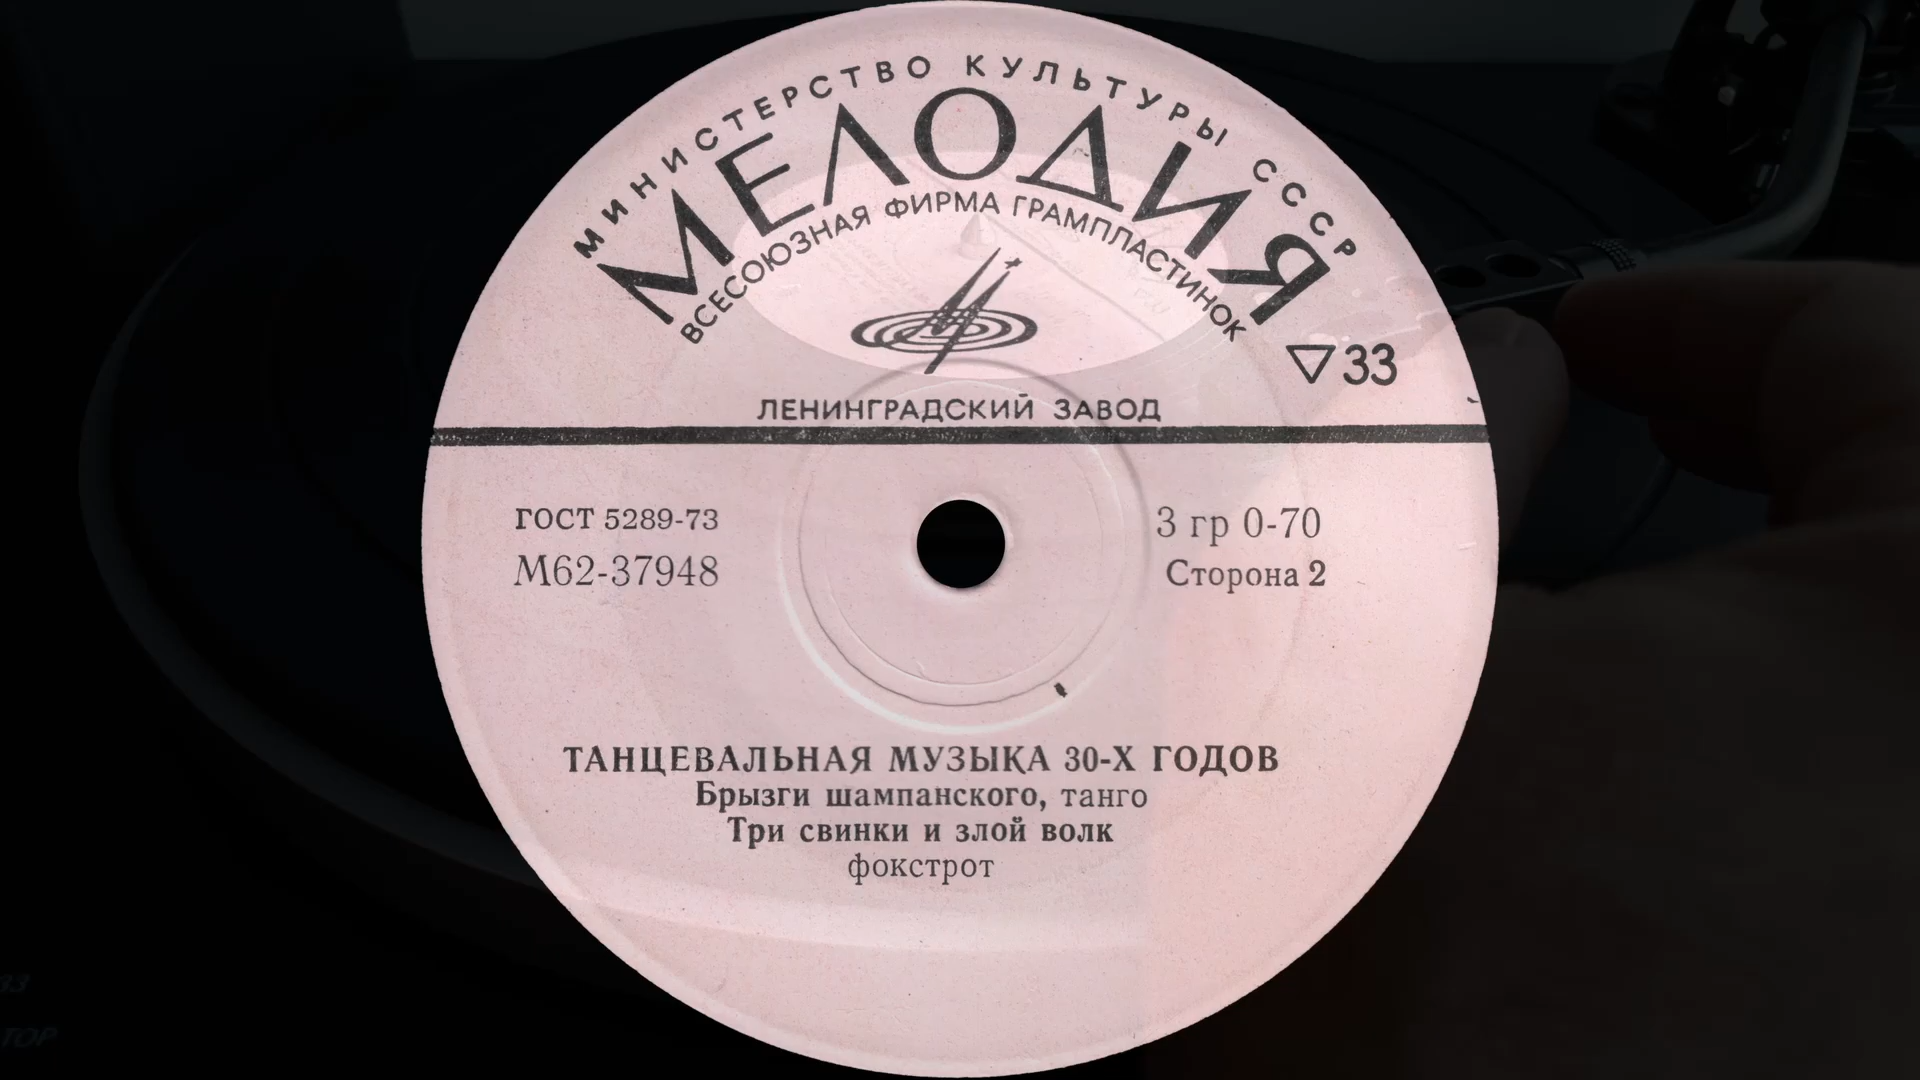 МИНИСТЕРСТВО КУЛЬТУРЫ СССР
МЕЛОДИЯ
ВСЕСОЮЗНАЯ ФИРМА ГРАМПЛАСТИНОК
33
ЛЕНИНГРАДСКИЙ ЗАВОД
ГОСТ 5289-73
3 гр 0-70
М62-37948
Сторона 2
ТАНЦЕВАЛЬНАЯ МУЗЫКА 30-Х ГОДОВ
Брызги шампанского, танго
Три свинки и злой волк
фокстрот
33